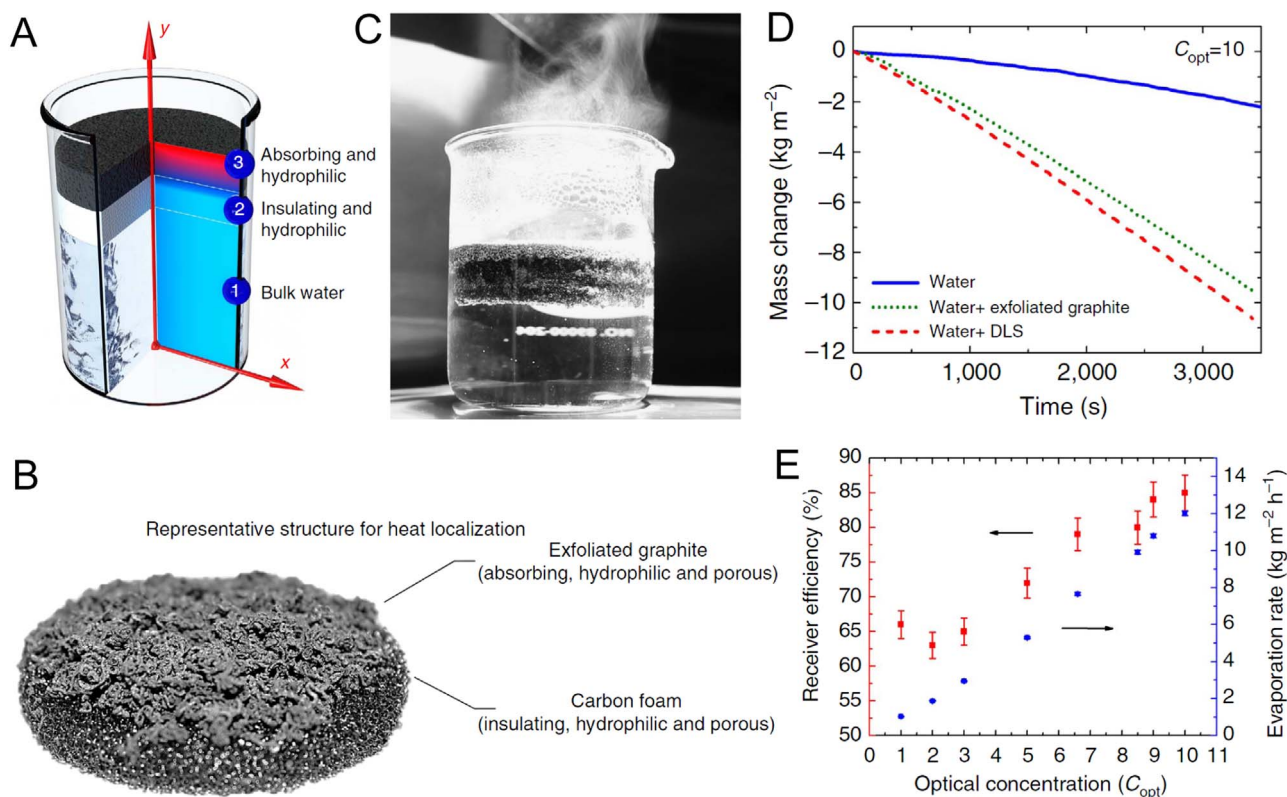 A
y
3
Absorbing and
hydrophilic
2
Insulating and
hydrophilic
1
Bulk water
x
B
Representative structure for heat localization
Exfoliated graphite
(absorbing, hydrophilic and porous)
Carbon foam
(insulating, hydrophilic and porous)
C
D
C_opt=10
Mass change (kg m⁻²)
0
−2
−4
−6
−8
−10
−12
Water
Water+ exfoliated graphite
Water+ DLS
0
1,000
2,000
3,000
Time (s)
E
Receiver efficiency (%)
90
85
80
75
70
65
60
55
50
14
12
10
8
6
4
2
0
Evaporation rate (kg m⁻² h⁻¹)
0 1 2 3 4 5 6 7 8 9 10 11
Optical concentration (C_opt)